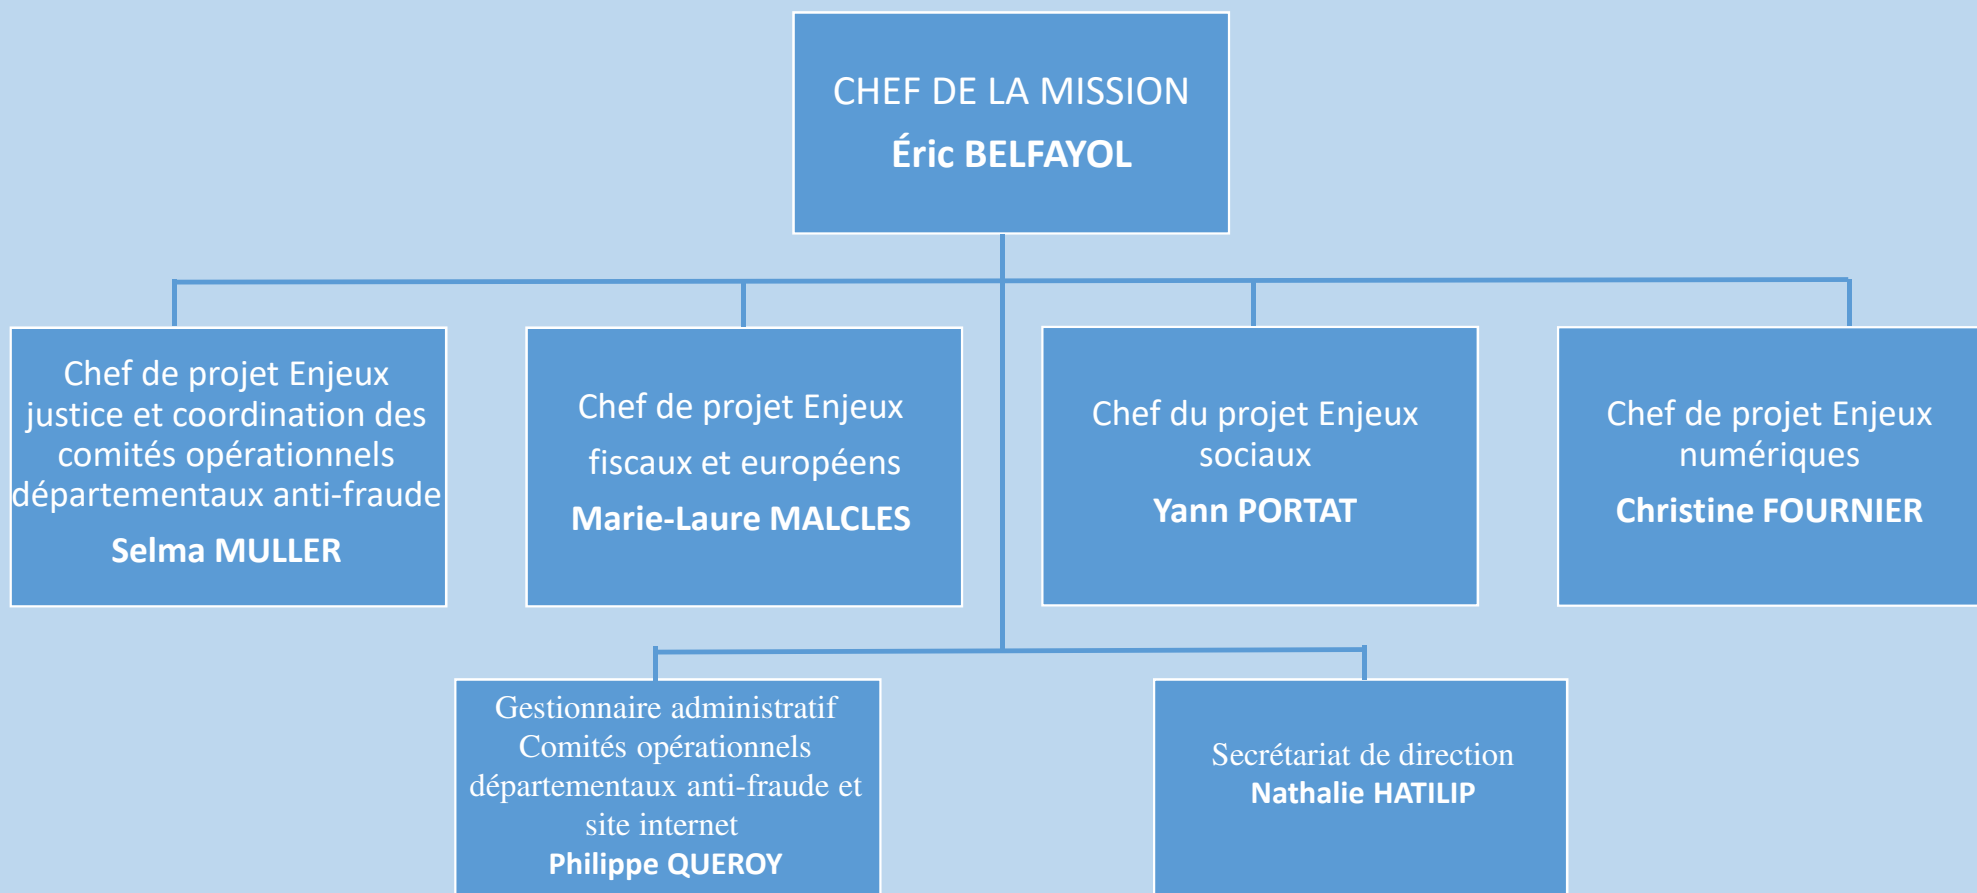 CHEF DE LA MISSION
Éric BELFAYOL
Chef de projet Enjeux
justice et coordination des
comités opérationnels
départementaux anti-fraude
Selma MULLER
Chef de projet Enjeux
fiscaux et européens
Marie-Laure MALCLES
Chef du projet Enjeux
sociaux
Yann PORTAT
Chef de projet Enjeux
numériques
Christine FOURNIER
Gestionnaire administratif
Comités opérationnels
départementaux anti-fraude et
site internet
Philippe QUEROY
Secrétariat de direction
Nathalie HATILIP